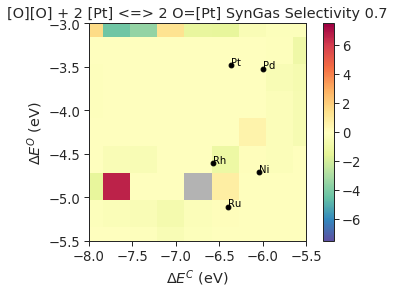 [O][O] + 2 [Pt] <=> 2 O=[Pt] SynGas Selectivity 0.7
−3.0
−3.5
−4.0
−4.5
−5.0
−5.5
ΔE^O (eV)
Pt
Pd
Rh
Ni
Ru
−8.0
−7.5
−7.0
−6.5
−6.0
−5.5
ΔE^C (eV)
6
4
2
0
−2
−4
−6